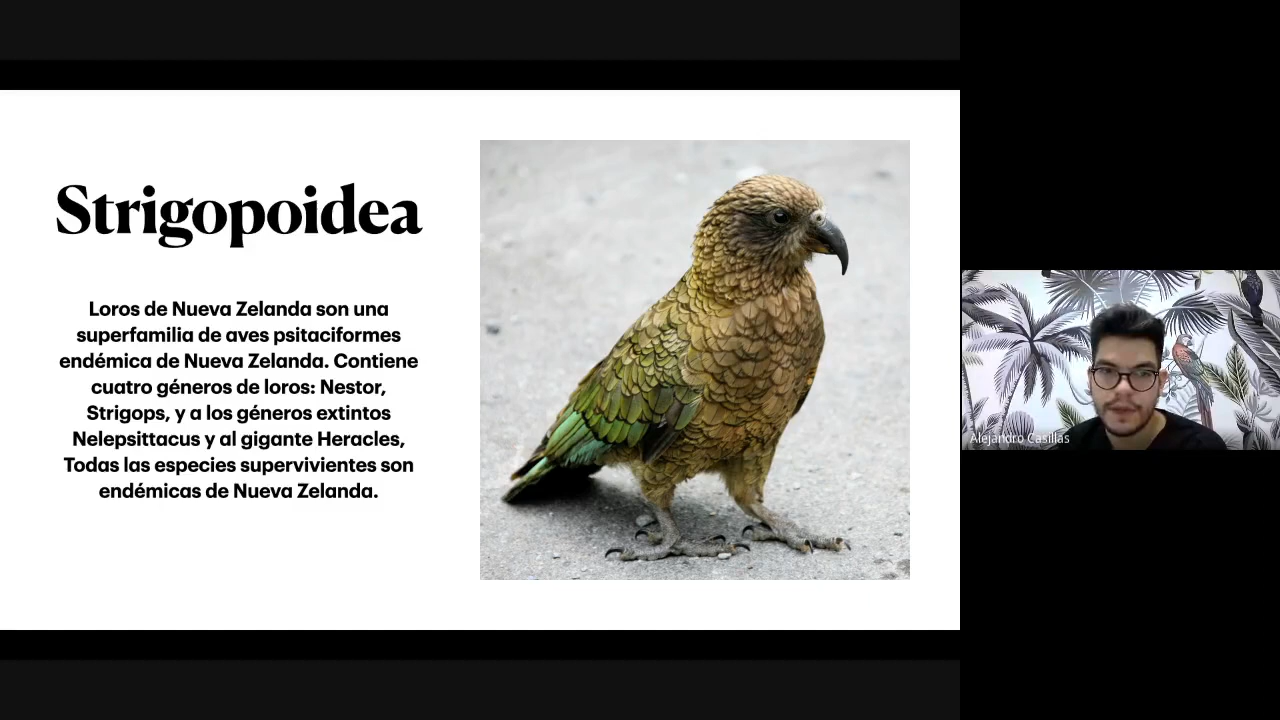 Strigopoidea
Loros de Nueva Zelanda son una
superfamilia de aves psitaciformes
endémica de Nueva Zelanda. Contiene
cuatro géneros de loros: Nestor,
Strigops, y a los géneros extintos
Nelepsittacus y al gigante Heracles,
Todas las especies supervivientes son
endémicas de Nueva Zelanda.
Alejandro Casillas